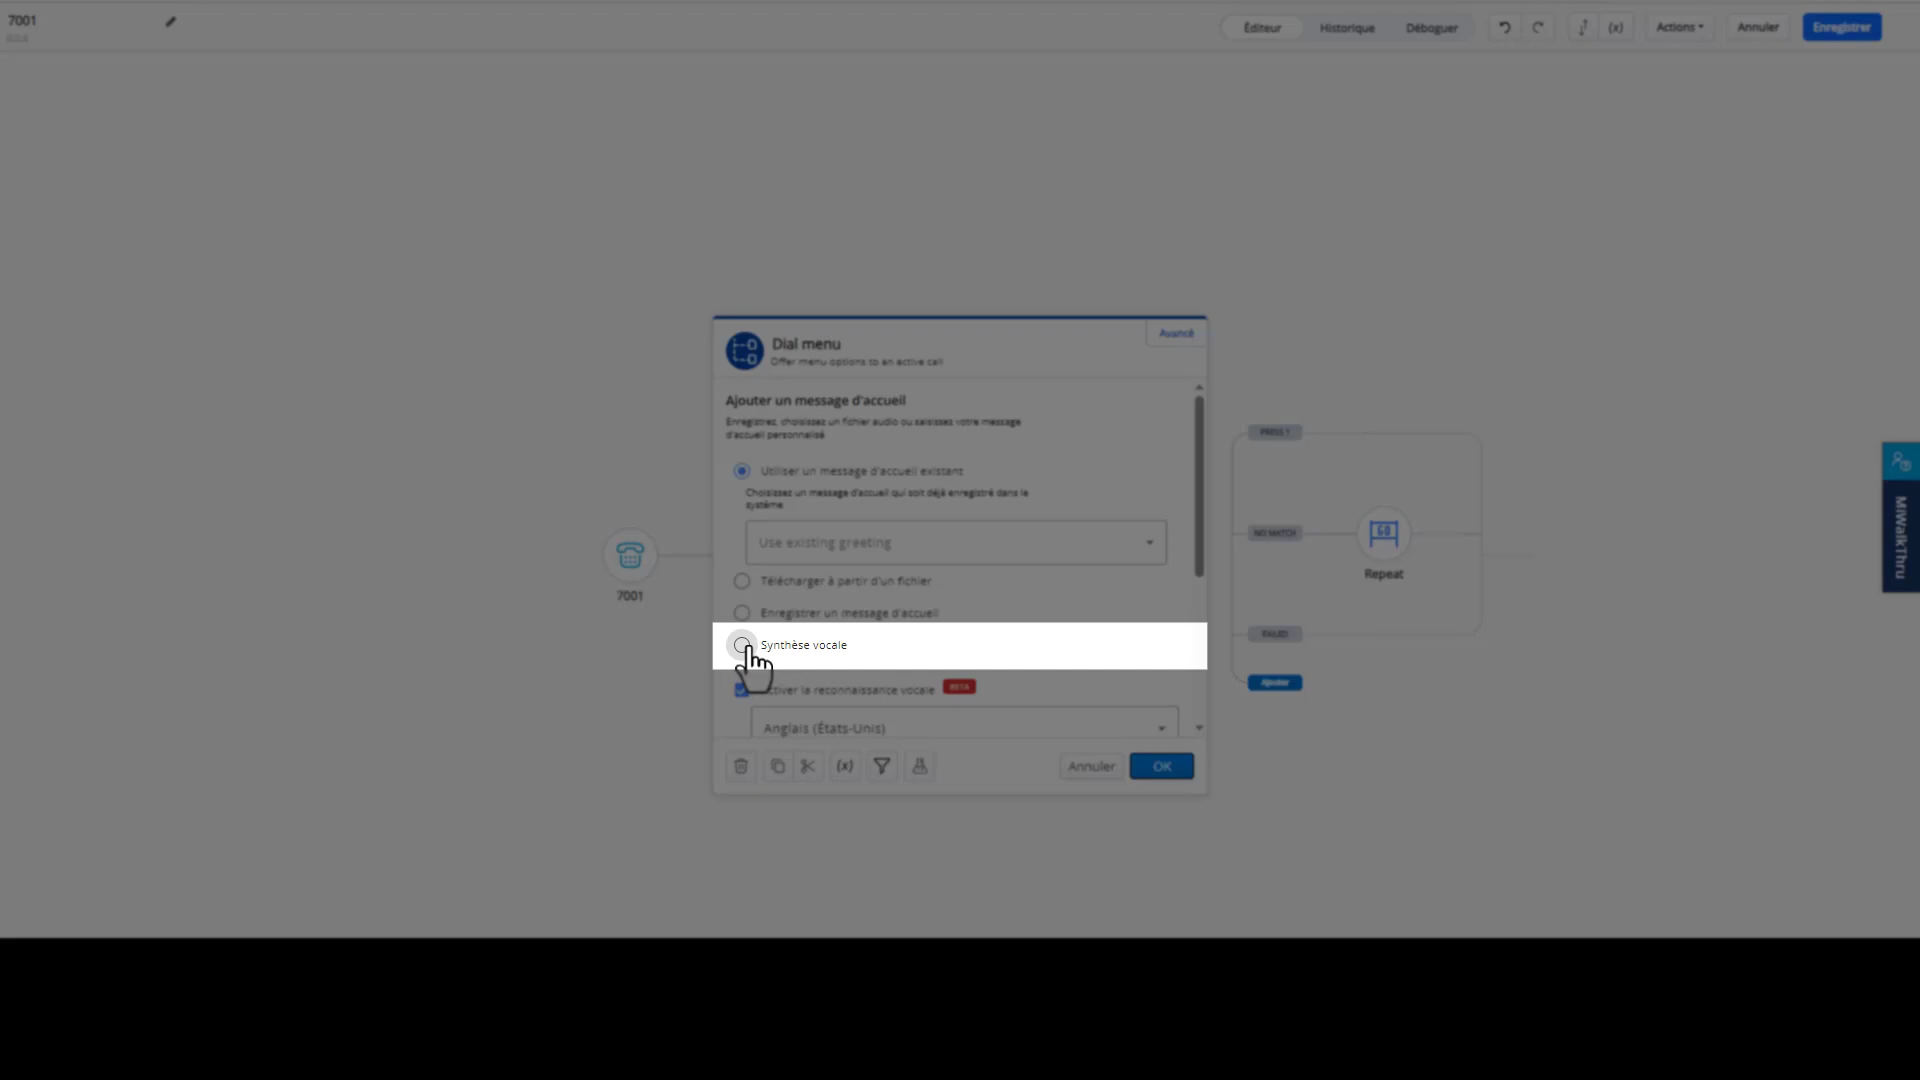 7001
Éditeur
Historique
Déboguer
(x)
Actions
Annuler
Enregistrer
Dial menu
Offer menu options to an active call
Avancé
Ajouter un message d'accueil
Enregistrez, choisissez un fichier audio ou saisissez votre message
d'accueil personnalisé
Utiliser un message d'accueil existant
Choisissez un message d'accueil qui soit déjà enregistré dans le
système
Use existing greeting
Télécharger à partir d'un fichier
Enregistrer un message d'accueil
Synthèse vocale
ctiver la reconnaissance vocale BETA
Anglais (États-Unis)
(x)
Annuler
OK
7001
PRESS 1
NO MATCH
FAILED
Ajouter
GO
Repeat
MiWalkThru